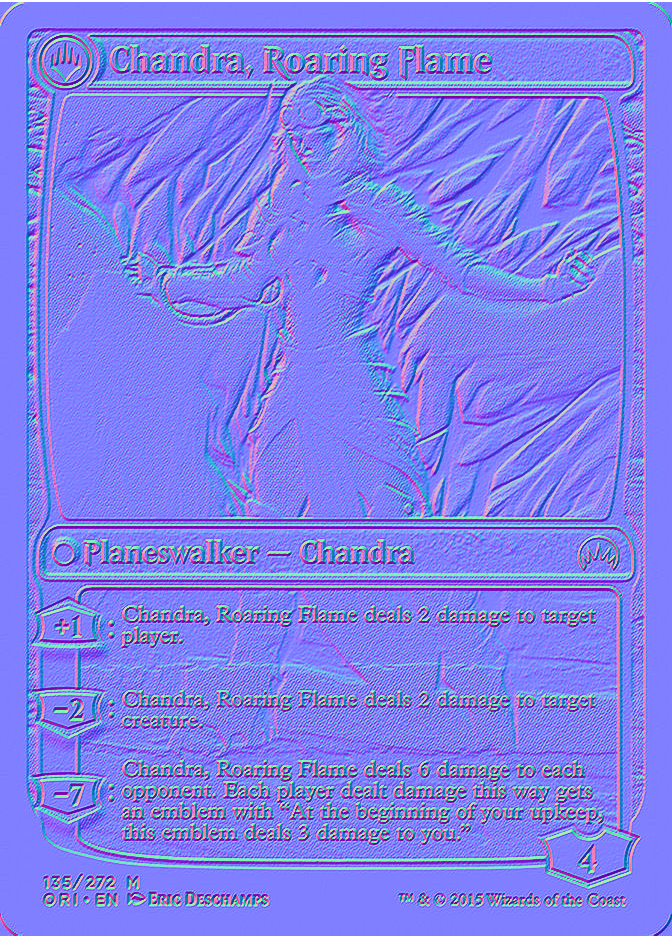 Chandra, Roaring Flame
Planeswalker — Chandra
+1 : Chandra, Roaring Flame deals 2 damage to target
player.
−2 : Chandra, Roaring Flame deals 2 damage to target
creature.
−7 : Chandra, Roaring Flame deals 6 damage to each
opponent. Each player dealt damage this way gets
an emblem with “At the beginning of your upkeep,
this emblem deals 3 damage to you.”
4
135/272 M
ORI • EN Eric Deschamps
™ & © 2015 Wizards of the Coast